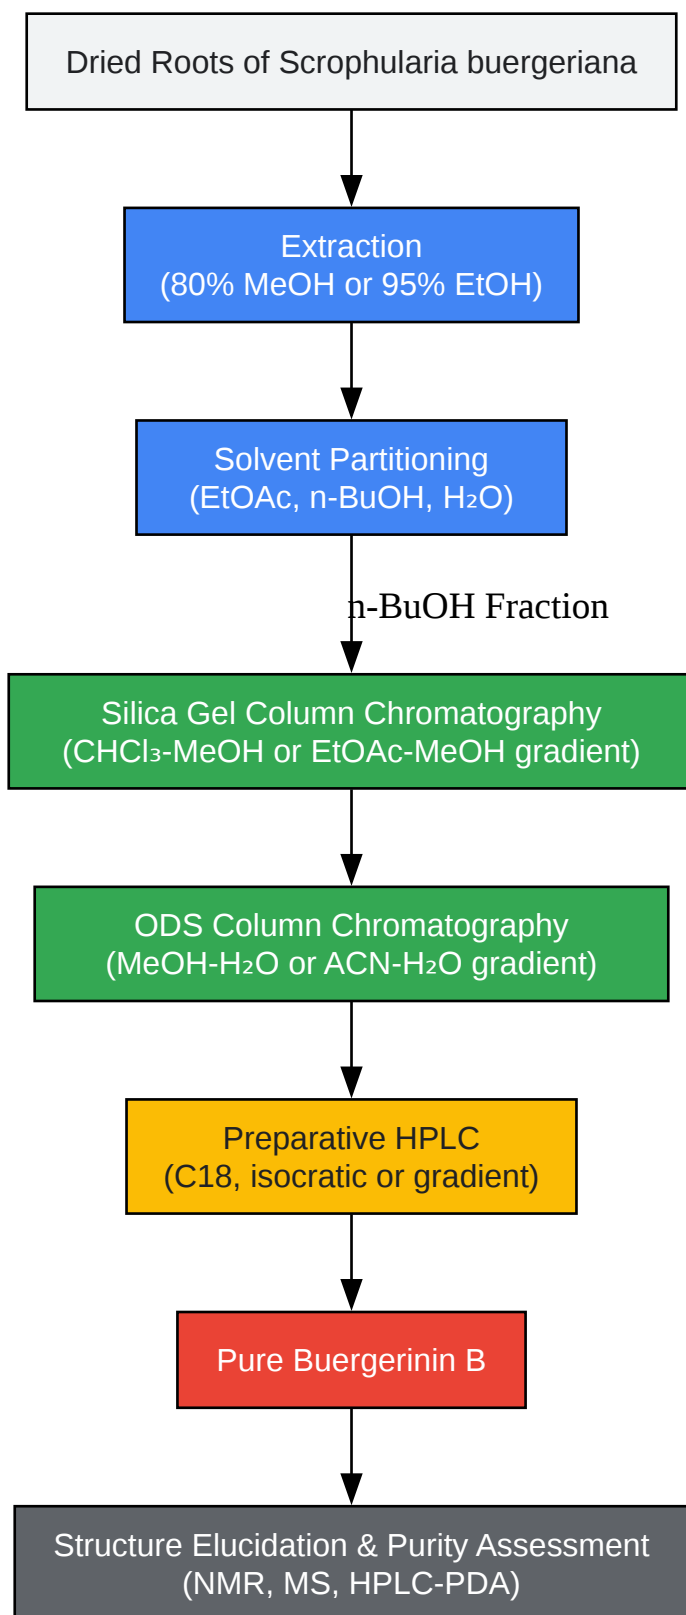 Dried Roots of Scrophularia buergeriana
Extraction
(80% MeOH or 95% EtOH)
Solvent Partitioning
(EtOAc, n-BuOH, H₂O)
n-BuOH Fraction
Silica Gel Column Chromatography
(CHCl₃-MeOH or EtOAc-MeOH gradient)
ODS Column Chromatography
(MeOH-H₂O or ACN-H₂O gradient)
Preparative HPLC
(C18, isocratic or gradient)
Pure Buergerinin B
Structure Elucidation & Purity Assessment
(NMR, MS, HPLC-PDA)